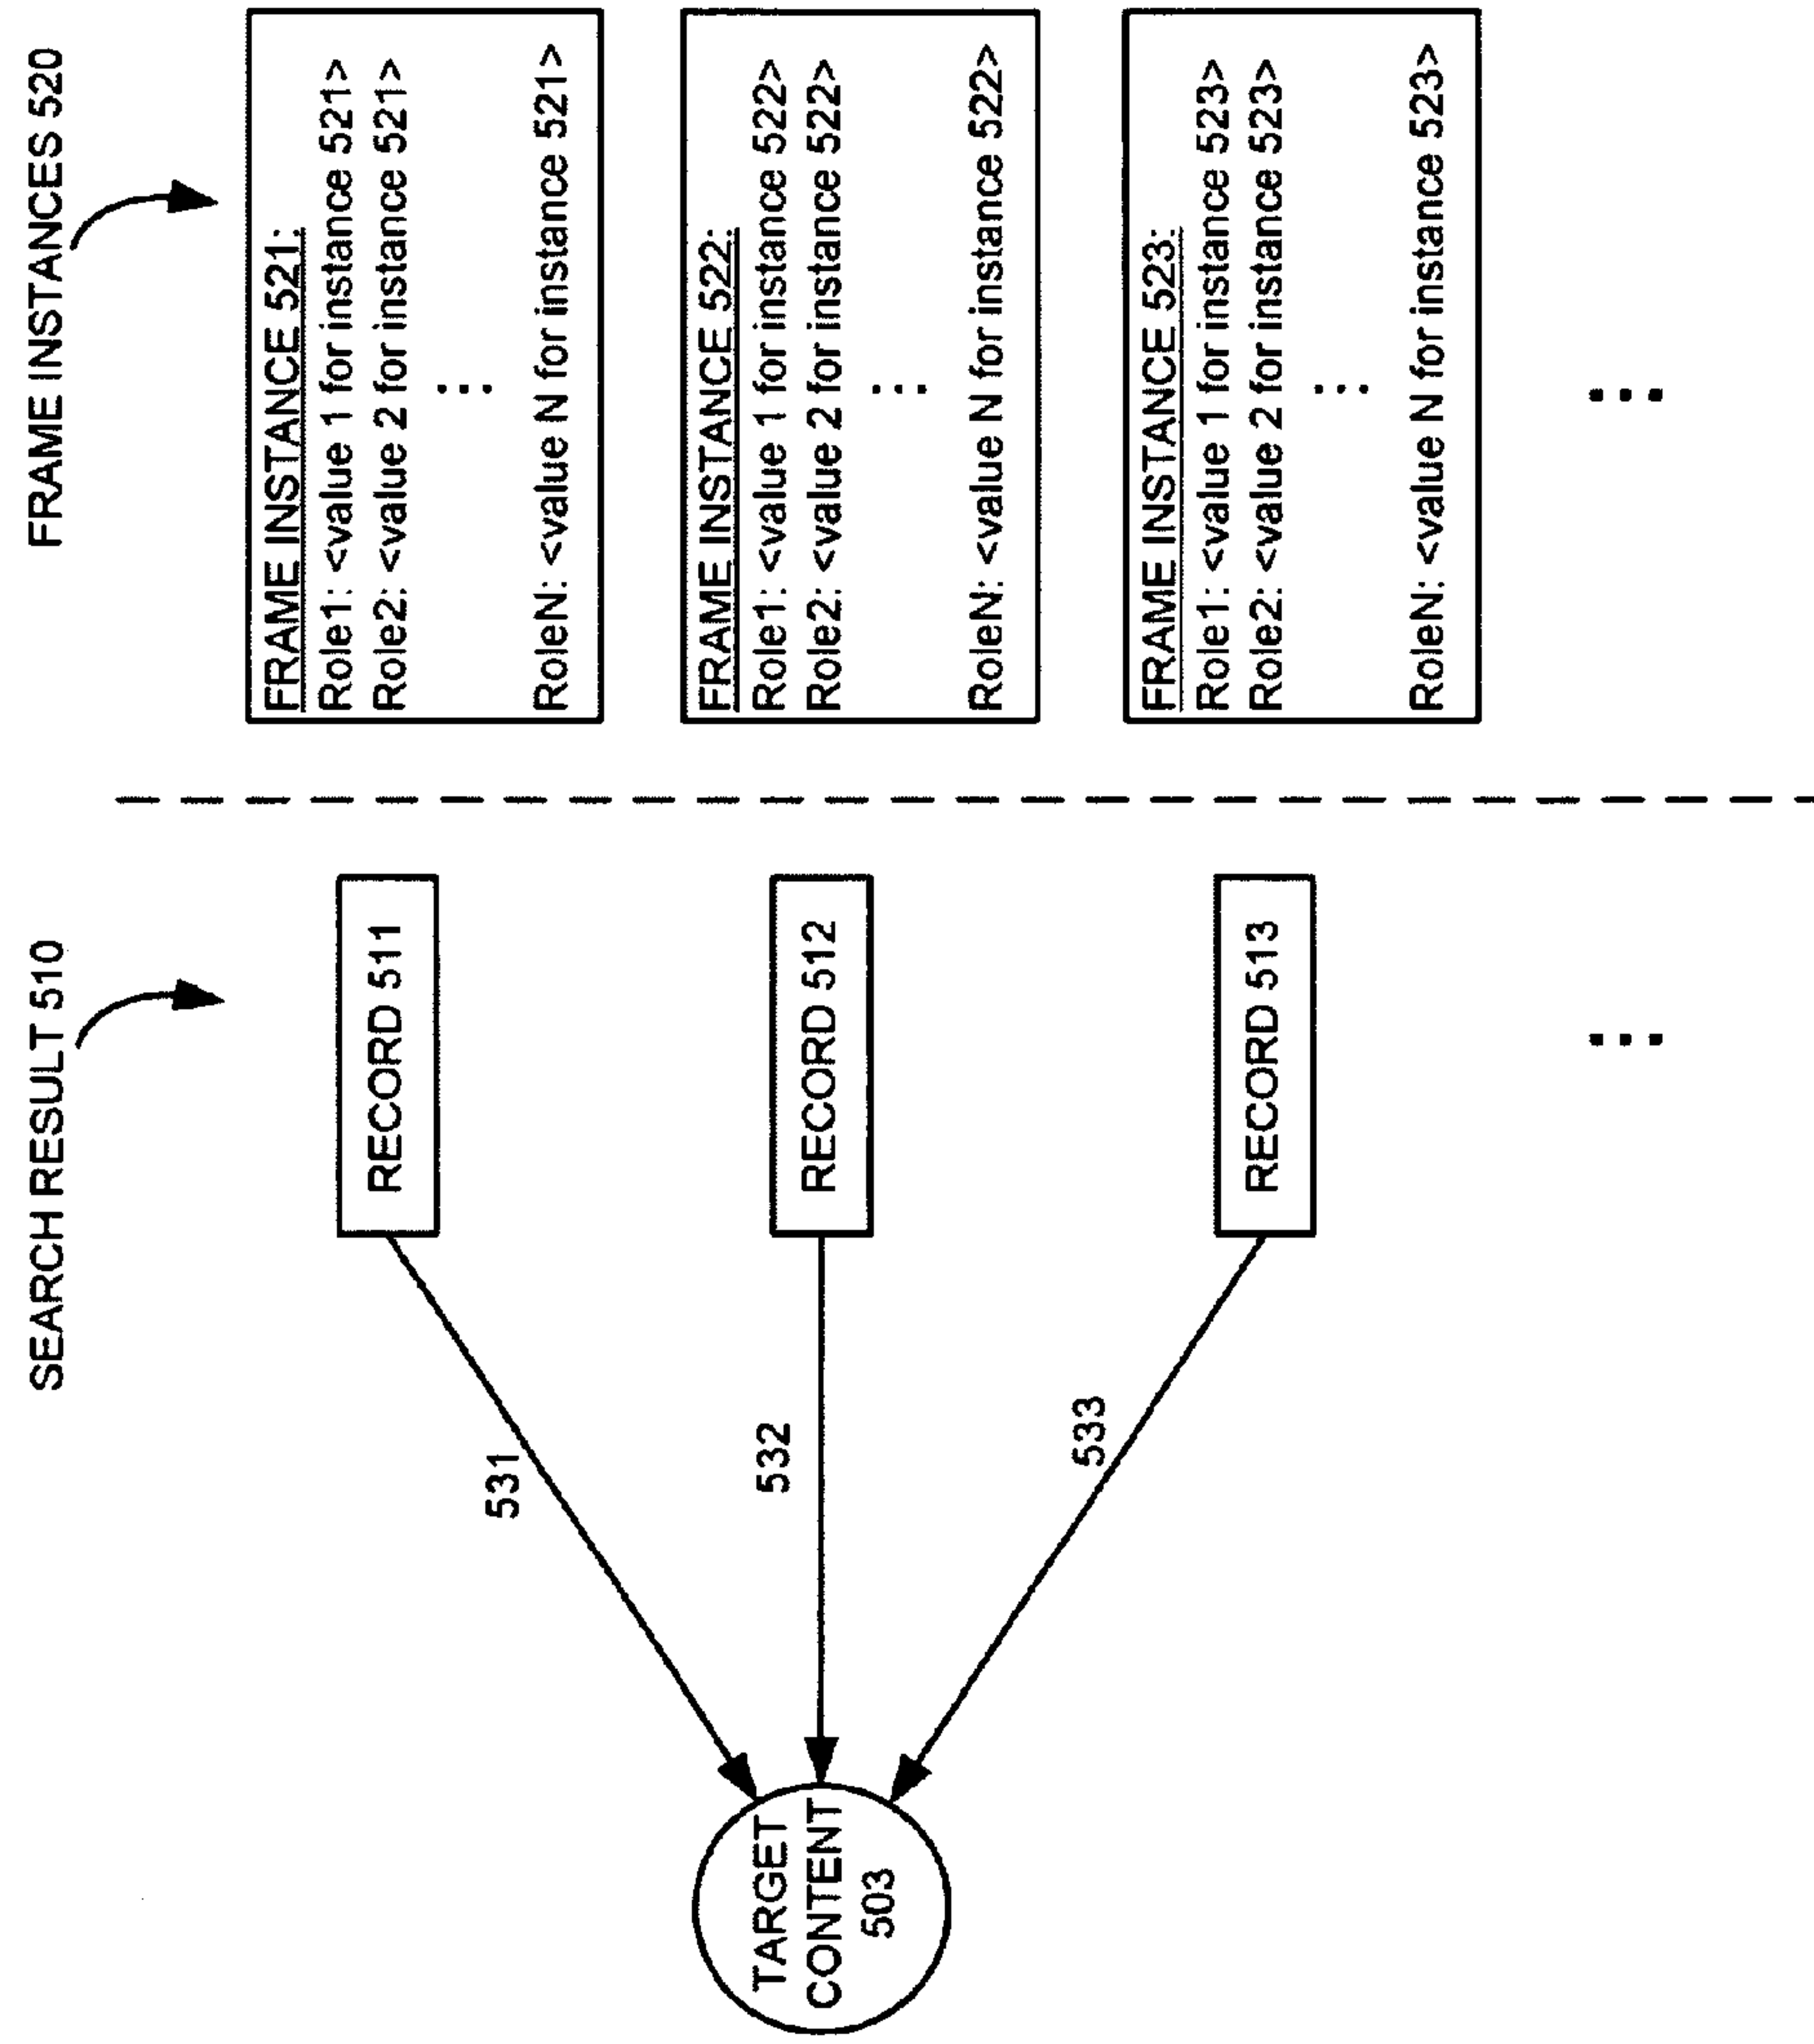 SEARCH RESULT 510
FRAME INSTANCES 520
TARGET
CONTENT
503
531
532
533
RECORD 511
RECORD 512
RECORD 513
...
FRAME INSTANCE 521:
Role1: <value 1 for instance 521>
Role2: <value 2 for instance 521>
...
RoleN: <value N for instance 521>
FRAME INSTANCE 522:
Role1: <value 1 for instance 522>
Role2: <value 2 for instance 522>
...
RoleN: <value N for instance 522>
FRAME INSTANCE 523:
Role1: <value 1 for instance 523>
Role2: <value 2 for instance 523>
...
RoleN: <value N for instance 523>
...